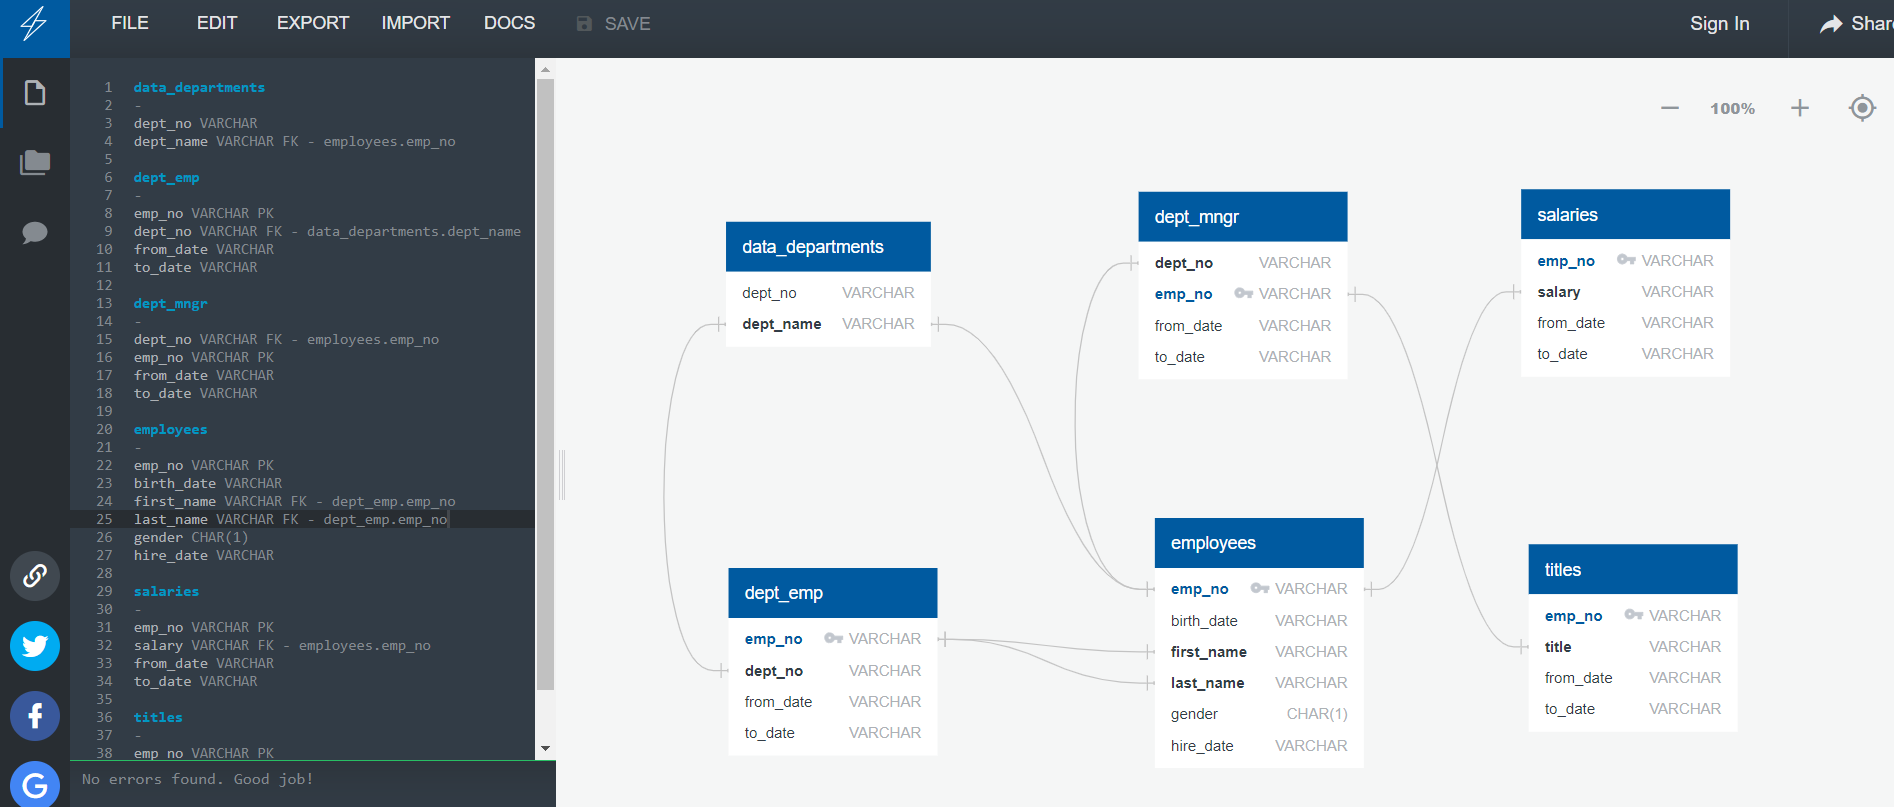 FILE EDIT EXPORT IMPORT DOCS SAVE Sign In Share
1 data_departments
2 -
3 dept_no VARCHAR
4 dept_name VARCHAR FK - employees.emp_no
5
6 dept_emp
7 -
8 emp_no VARCHAR PK
9 dept_no VARCHAR FK - data_departments.dept_name
10 from_date VARCHAR
11 to_date VARCHAR
12
13 dept_mngr
14 -
15 dept_no VARCHAR FK - employees.emp_no
16 emp_no VARCHAR PK
17 from_date VARCHAR
18 to_date VARCHAR
19
20 employees
21 -
22 emp_no VARCHAR PK
23 birth_date VARCHAR
24 first_name VARCHAR FK - dept_emp.emp_no
25 last_name VARCHAR FK - dept_emp.emp_no
26 gender CHAR(1)
27 hire_date VARCHAR
28
29 salaries
30 -
31 emp_no VARCHAR PK
32 salary VARCHAR FK - employees.emp_no
33 from_date VARCHAR
34 to_date VARCHAR
35
36 titles
37 -
38 emp_no VARCHAR PK
No errors found. Good job!
100%
data_departments
dept_no VARCHAR
dept_name VARCHAR
dept_mngr
dept_no VARCHAR
emp_no VARCHAR
from_date VARCHAR
to_date VARCHAR
salaries
emp_no VARCHAR
salary VARCHAR
from_date VARCHAR
to_date VARCHAR
dept_emp
emp_no VARCHAR
dept_no VARCHAR
from_date VARCHAR
to_date VARCHAR
employees
emp_no VARCHAR
birth_date VARCHAR
first_name VARCHAR
last_name VARCHAR
gender CHAR(1)
hire_date VARCHAR
titles
emp_no VARCHAR
title VARCHAR
from_date VARCHAR
to_date VARCHAR